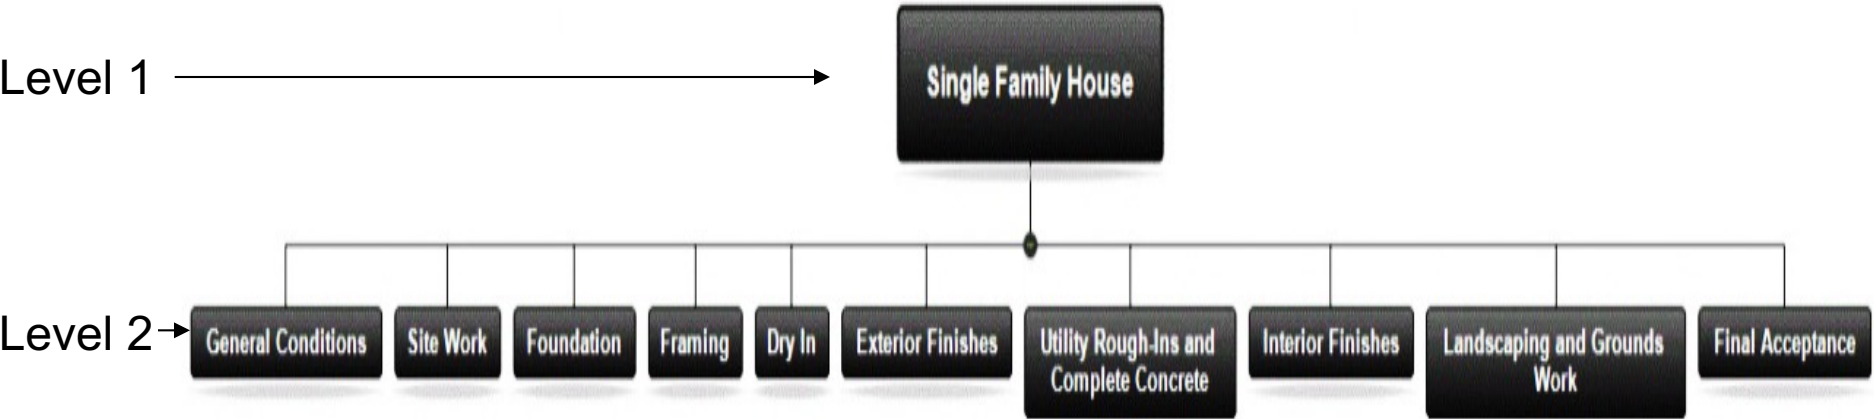 Level 1
Single Family House
Level 2
General Conditions
Site Work
Foundation
Framing
Dry In
Exterior Finishes
Utility Rough-Ins and
Complete Concrete
Interior Finishes
Landscaping and Grounds
Work
Final Acceptance